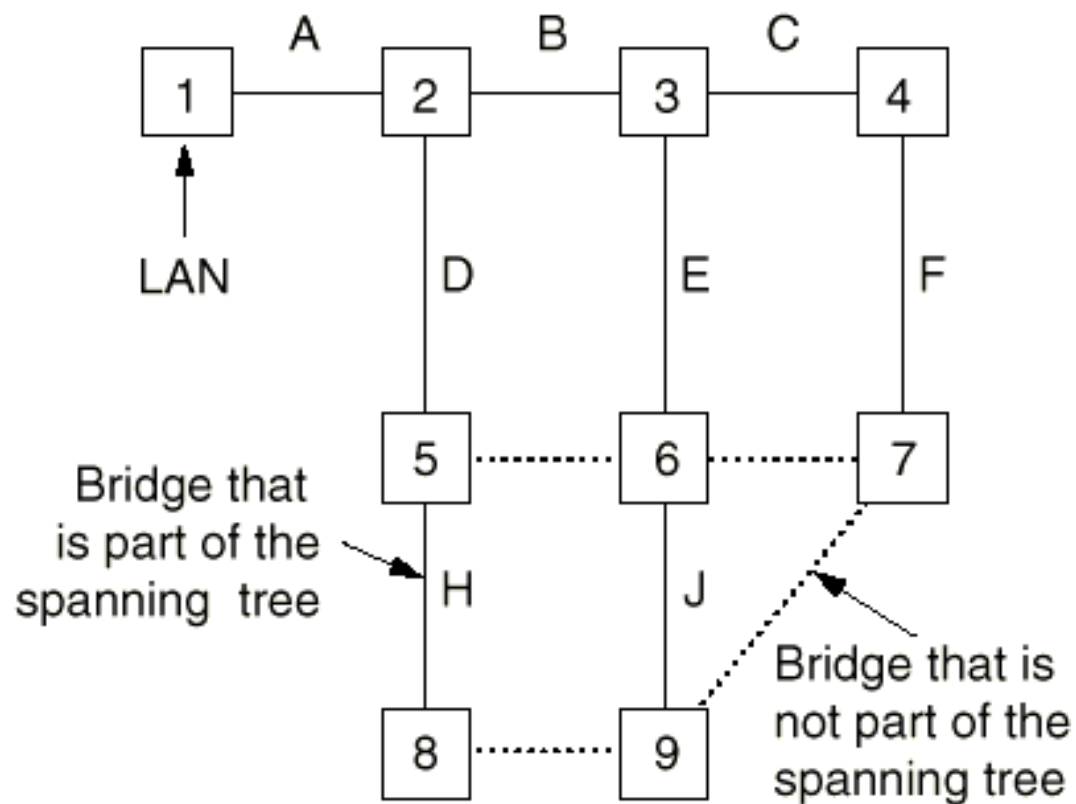 A
B
C
1
2
3
4
LAN
D
E
F
5
6
7
Bridge that
is part of the
spanning tree
H
J
Bridge that is
not part of the
spanning tree
8
9